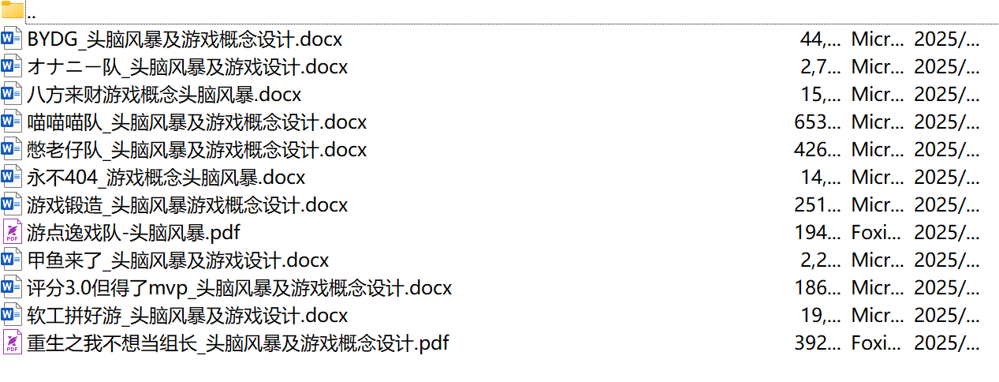 ..
BYDG_头脑风暴及游戏概念设计.docx 44,... Micr... 2025/...
オナニー队_头脑风暴及游戏设计.docx 2,7... Micr... 2025/...
八方来财游戏概念头脑风暴.docx 15,... Micr... 2025/...
喵喵喵队_头脑风暴及游戏概念设计.docx 653... Micr... 2025/...
憋老仔队_头脑风暴及游戏概念设计.docx 426... Micr... 2025/...
永不404_游戏概念头脑风暴.docx 14,... Micr... 2025/...
游戏锻造_头脑风暴游戏概念设计.docx 251... Micr... 2025/...
游点逸戏队-头脑风暴.pdf 194... Foxi... 2025/...
甲鱼来了_头脑风暴及游戏设计.docx 2,2... Micr... 2025/...
评分3.0但得了mvp_头脑风暴及游戏概念设计.docx 186... Micr... 2025/...
软工拼好游_头脑风暴及游戏设计.docx 19,... Micr... 2025/...
重生之我不想当组长_头脑风暴及游戏概念设计.pdf 392... Foxi... 2025/...